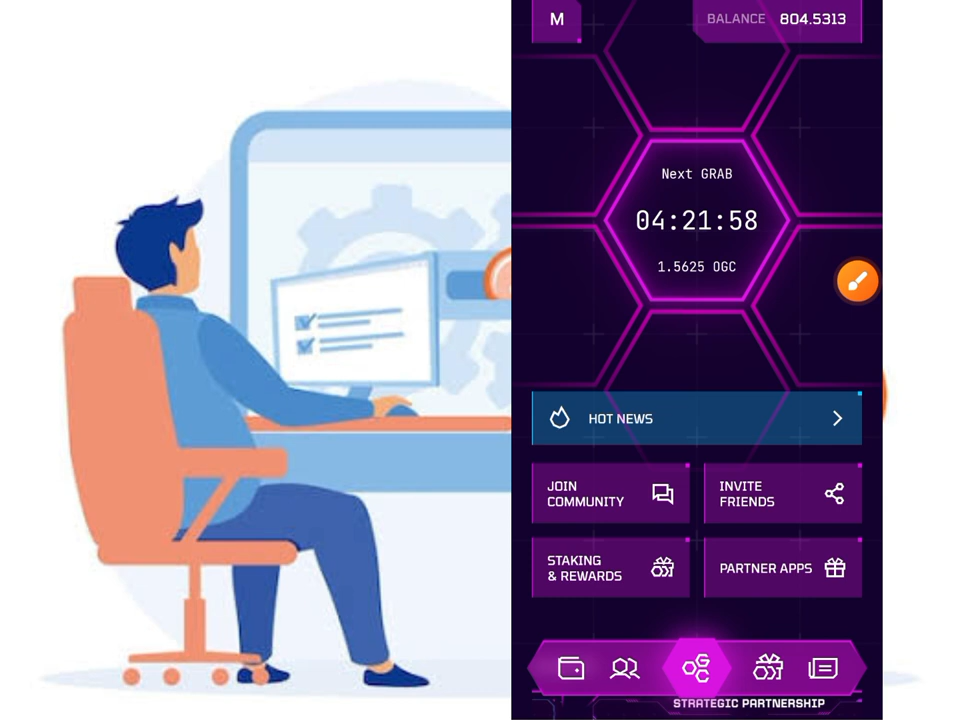 M
BALANCE 804.5313
Next GRAB
04:21:58
1.5625 OGC
HOT NEWS
JOIN
COMMUNITY
INVITE
FRIENDS
STAKING
& REWARDS
PARTNER APPS
STRATEGIC PARTNERSHIP